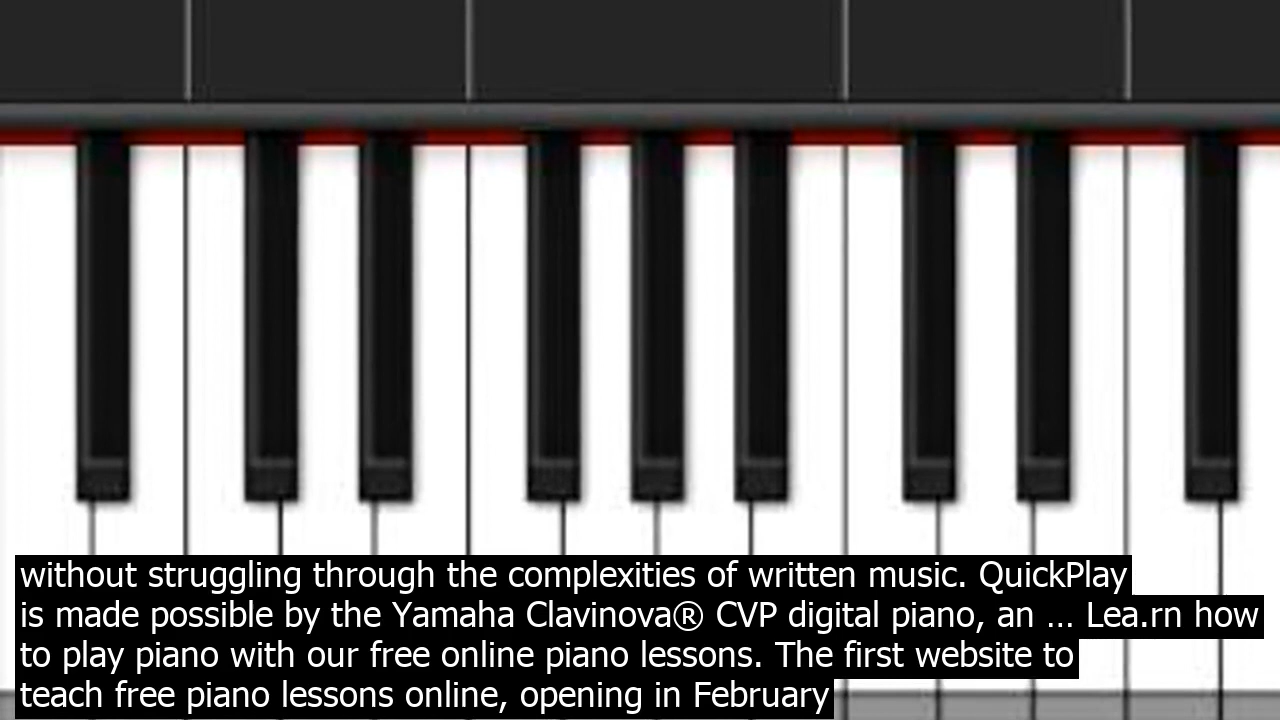 without struggling through the complexities of written music. QuickPlay
is made possible by the Yamaha Clavinova® CVP digital piano, an ... Lea.rn how
to play piano with our free online piano lessons. The first website to
teach free piano lessons online, opening in February